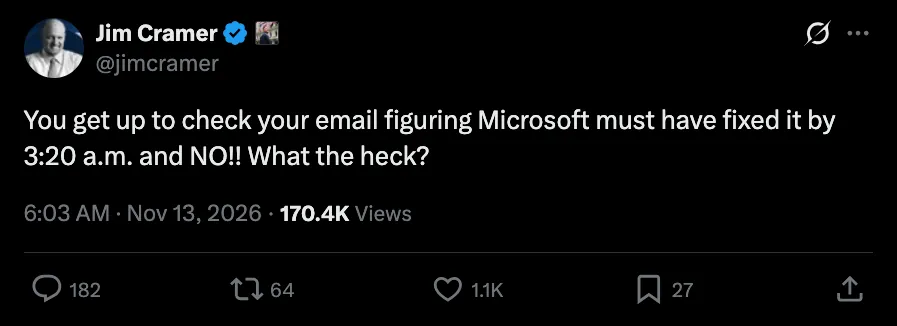 Jim Cramer
@jimcramer
You get up to check your email figuring Microsoft must have fixed it by
3:20 a.m. and NO!! What the heck?
6:03 AM · Nov 13, 2026 · 170.4K Views
182 64 1.1K 27